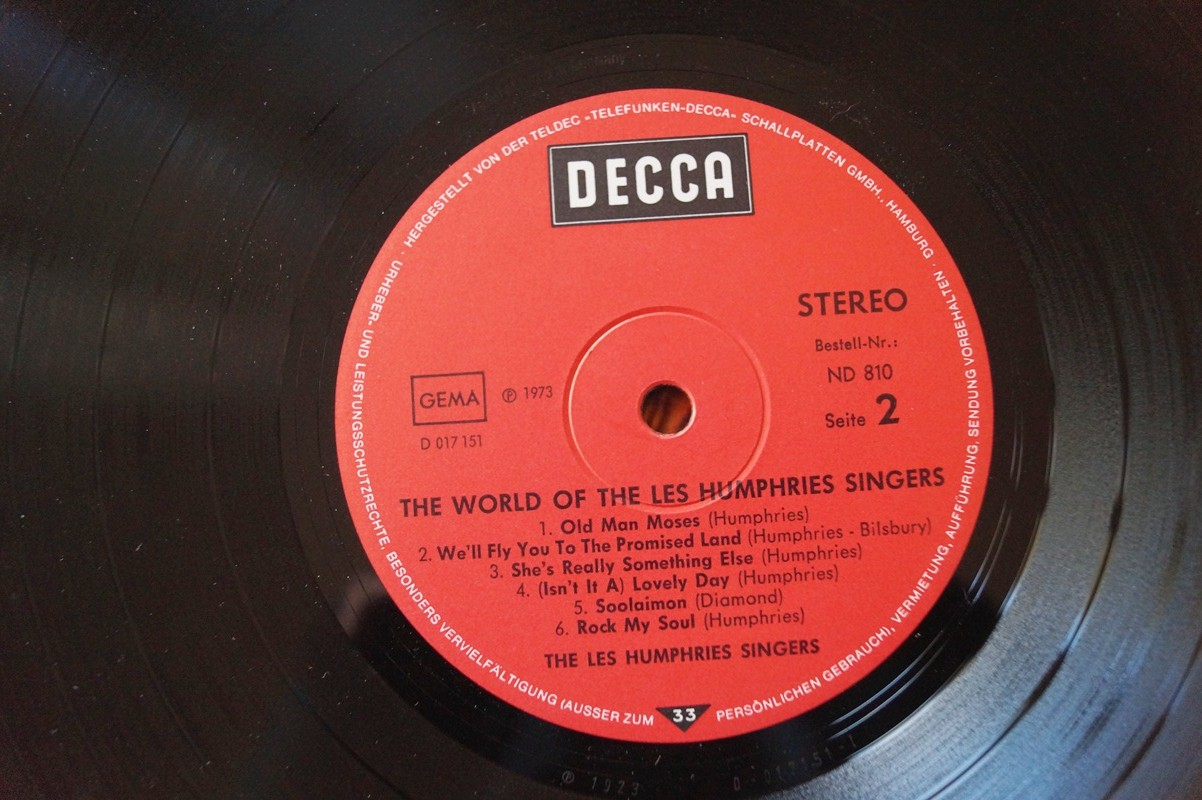 HERGESTELLT VON DER TELDEC »TELEFUNKEN-DECCA« SCHALLPLATTEN GMBH., HAMBURG · URHEBER- UND LEISTUNGSSCHUTZRECHTE, BESONDERS VERVIELFÄLTIGUNG (AUSSER ZUM PERSÖNLICHEN GEBRAUCH), VERMIETUNG, AUFFÜHRUNG, SENDUNG VORBEHALTEN ·
DECCA
STEREO
Bestell-Nr.:
ND 810
Seite 2
GEMA ℗ 1973
D 017 151
THE WORLD OF THE LES HUMPHRIES SINGERS
1. Old Man Moses (Humphries)
2. We'll Fly You To The Promised Land (Humphries - Bilsbury)
3. She's Really Something Else (Humphries)
4. (Isn't It A) Lovely Day (Humphries)
5. Soolaimon (Diamond)
6. Rock My Soul (Humphries)
THE LES HUMPHRIES SINGERS
33